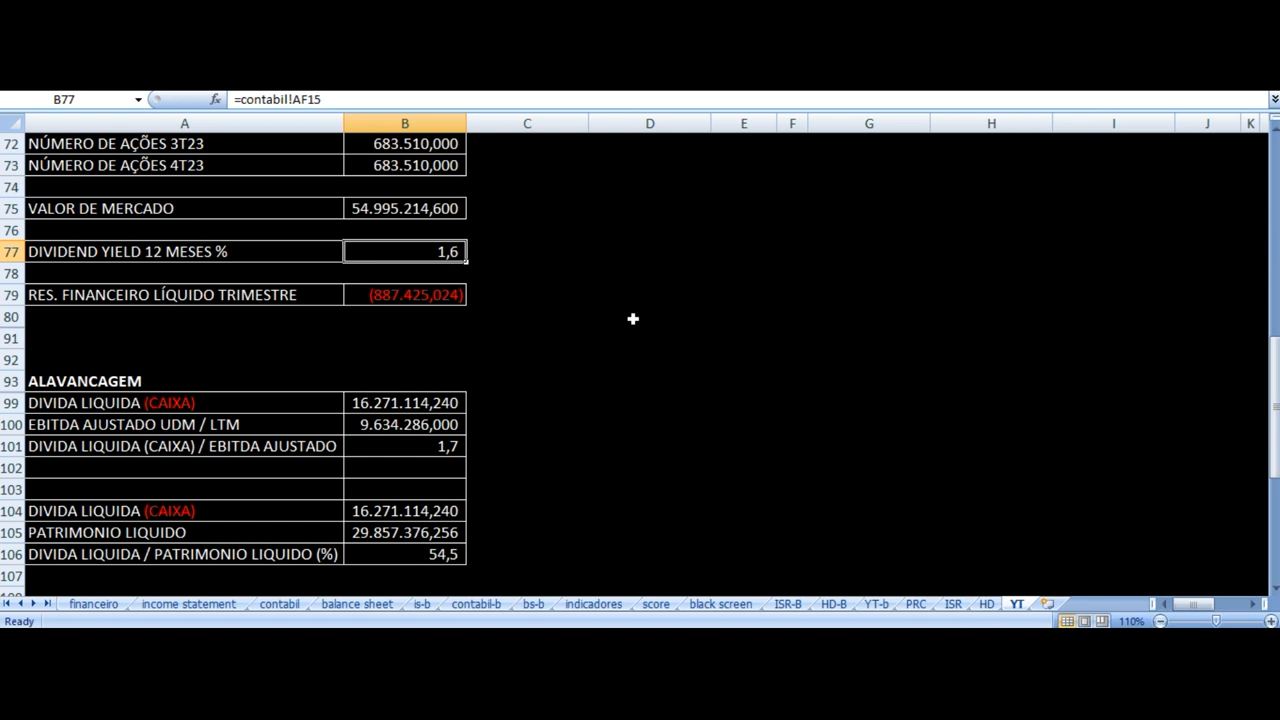 B77 fx =contabil!AF15
A B C D E F G H I J K
72 NÚMERO DE AÇÕES 3T23 683.510,000
73 NÚMERO DE AÇÕES 4T23 683.510,000
74
75 VALOR DE MERCADO 54.995.214,600
76
77 DIVIDEND YIELD 12 MESES % 1,6
78
79 RES. FINANCEIRO LÍQUIDO TRIMESTRE (887.425,024)
80
91
92
93 ALAVANCAGEM
99 DIVIDA LIQUIDA (CAIXA) 16.271.114,240
100 EBITDA AJUSTADO UDM / LTM 9.634.286,000
101 DIVIDA LIQUIDA (CAIXA) / EBITDA AJUSTADO 1,7
102
103
104 DIVIDA LIQUIDA (CAIXA) 16.271.114,240
105 PATRIMONIO LIQUIDO 29.857.376,256
106 DIVIDA LIQUIDA / PATRIMONIO LIQUIDO (%) 54,5
107
financeiro income statement contabil balance sheet is-b contabil-b bs-b indicadores score black screen ISR-B HD-B YT-b PRC ISR HD YT
Ready 110%